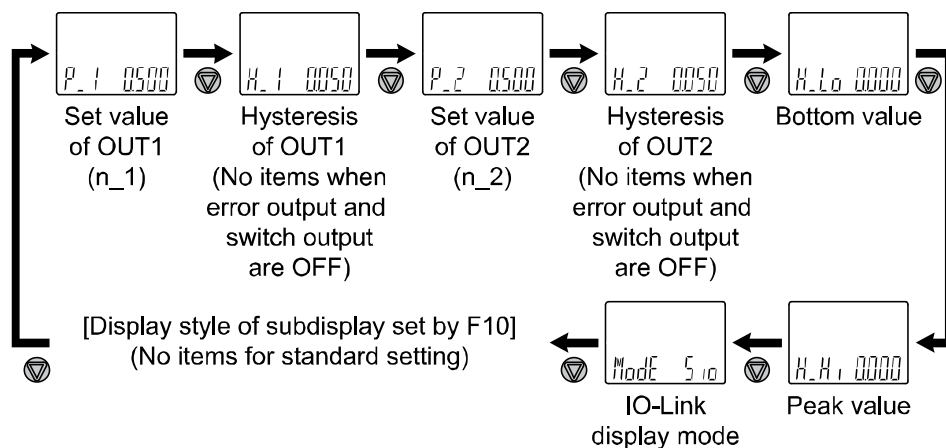 P_1 0.500
H_1 0.050
P_2 0.500
H_2 0.050
H_Lo 0.000
Set value
of OUT1
(n_1)
Hysteresis
of OUT1
(No items when
error output and
switch output
are OFF)
Set value
of OUT2
(n_2)
Hysteresis
of OUT2
(No items when
error output and
switch output
are OFF)
Bottom value
[Display style of subdisplay set by F10]
(No items for standard setting)
ModE Sio
IO-Link
display mode
H_Hi 0.000
Peak value